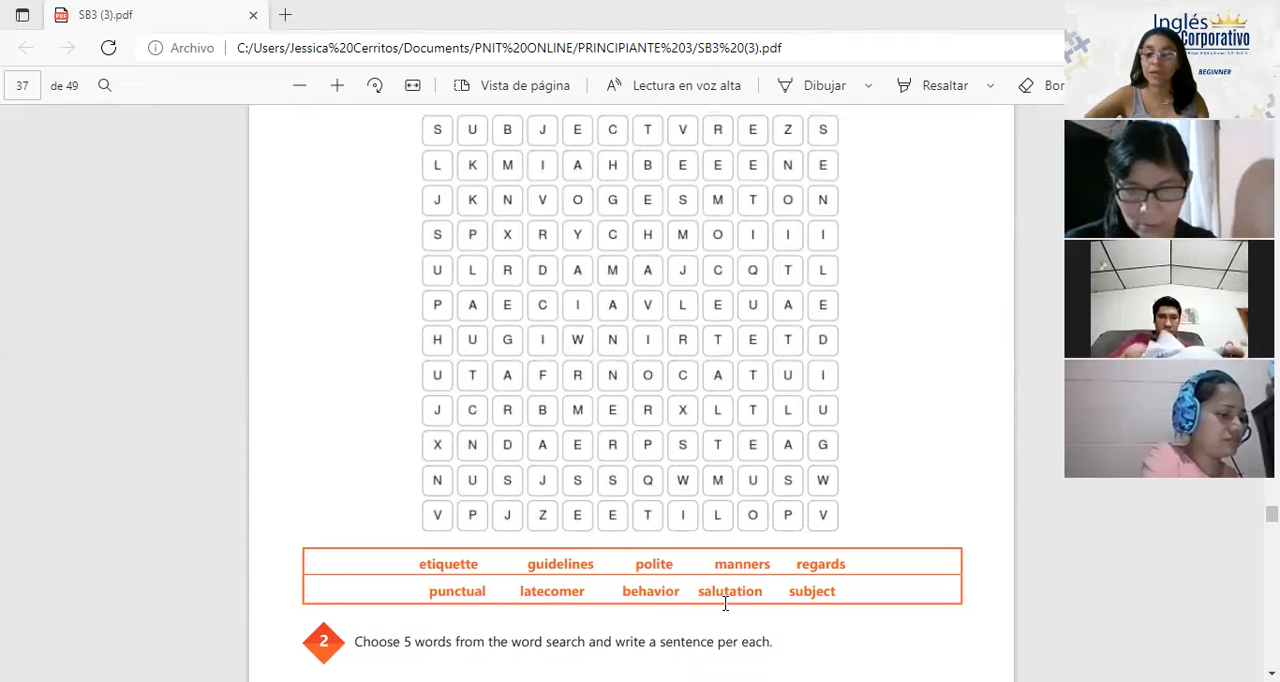 SB3 (3).pdf
Archivo C:/Users/Jessica%20Cerritos/Documents/PNIT%20ONLINE/PRINCIPIANTE%203/SB3%20(3).pdf
37 de 49 Vista de página Lectura en voz alta Dibujar Resaltar Bor
Inglés
Corporativo
BEGINNER
S U B J E C T V R E Z S
L K M I A H B E E E N E
J K N V O G E S M T O N
S P X R Y C H M O I I I
U L R D A M A J C Q T L
P A E C I A V L E U A E
H U G I W N I R T E T D
U T A F R N O C A T U I
J C R B M E R X L T L U
X N D A E R P S T E A G
N U S J S S Q W M U S W
V P J Z E E T I L O P V
etiquette guidelines polite manners regards
punctual latecomer behavior salutation subject
2 Choose 5 words from the word search and write a sentence per each.